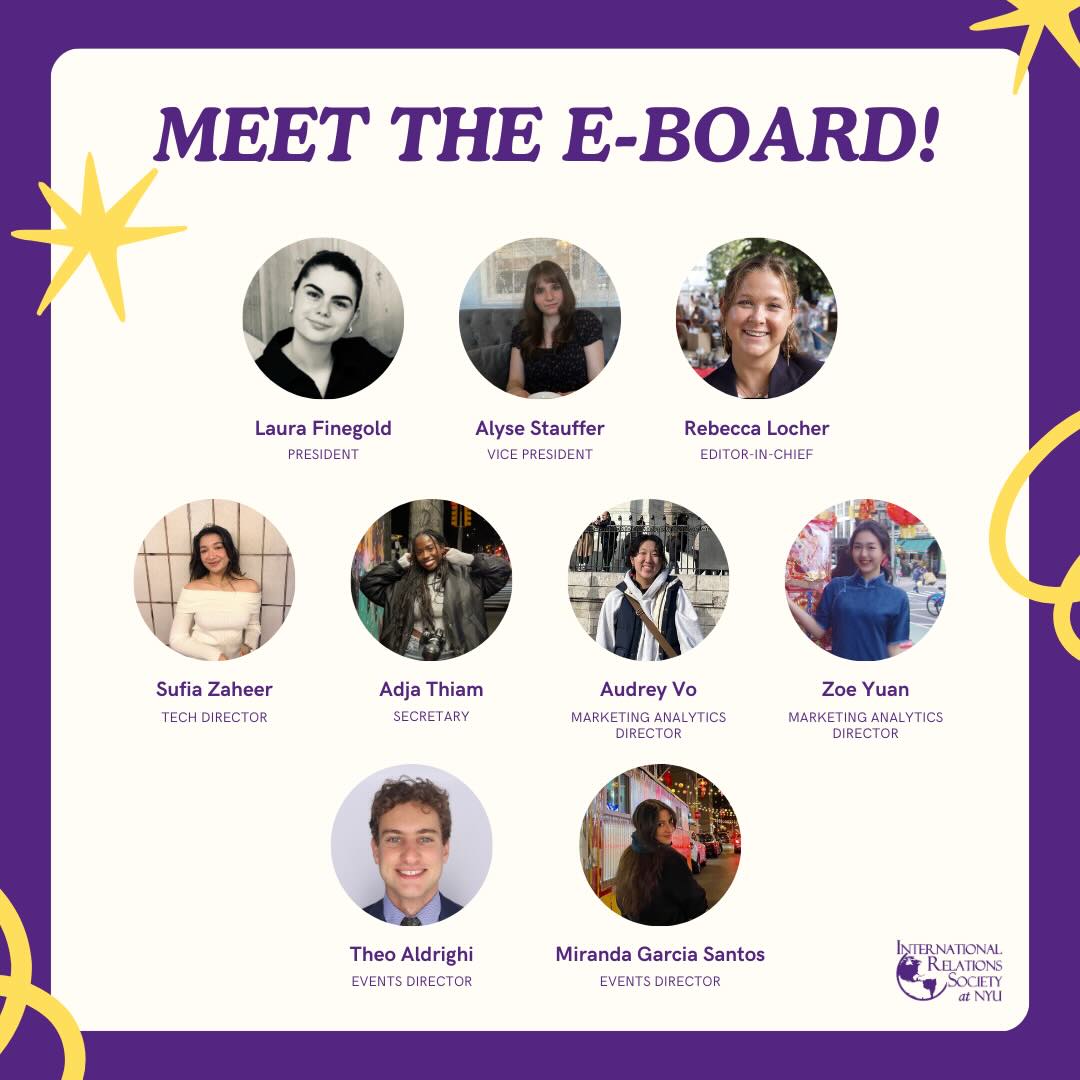 MEET THE E-BOARD!
Laura Finegold
PRESIDENT
Alyse Stauffer
VICE PRESIDENT
Rebecca Locher
EDITOR-IN-CHIEF
Sufia Zaheer
TECH DIRECTOR
Adja Thiam
SECRETARY
Audrey Vo
MARKETING ANALYTICS
DIRECTOR
Zoe Yuan
MARKETING ANALYTICS
DIRECTOR
Theo Aldrighi
EVENTS DIRECTOR
Miranda Garcia Santos
EVENTS DIRECTOR
INTERNATIONAL
RELATIONS
SOCIETY
at NYU